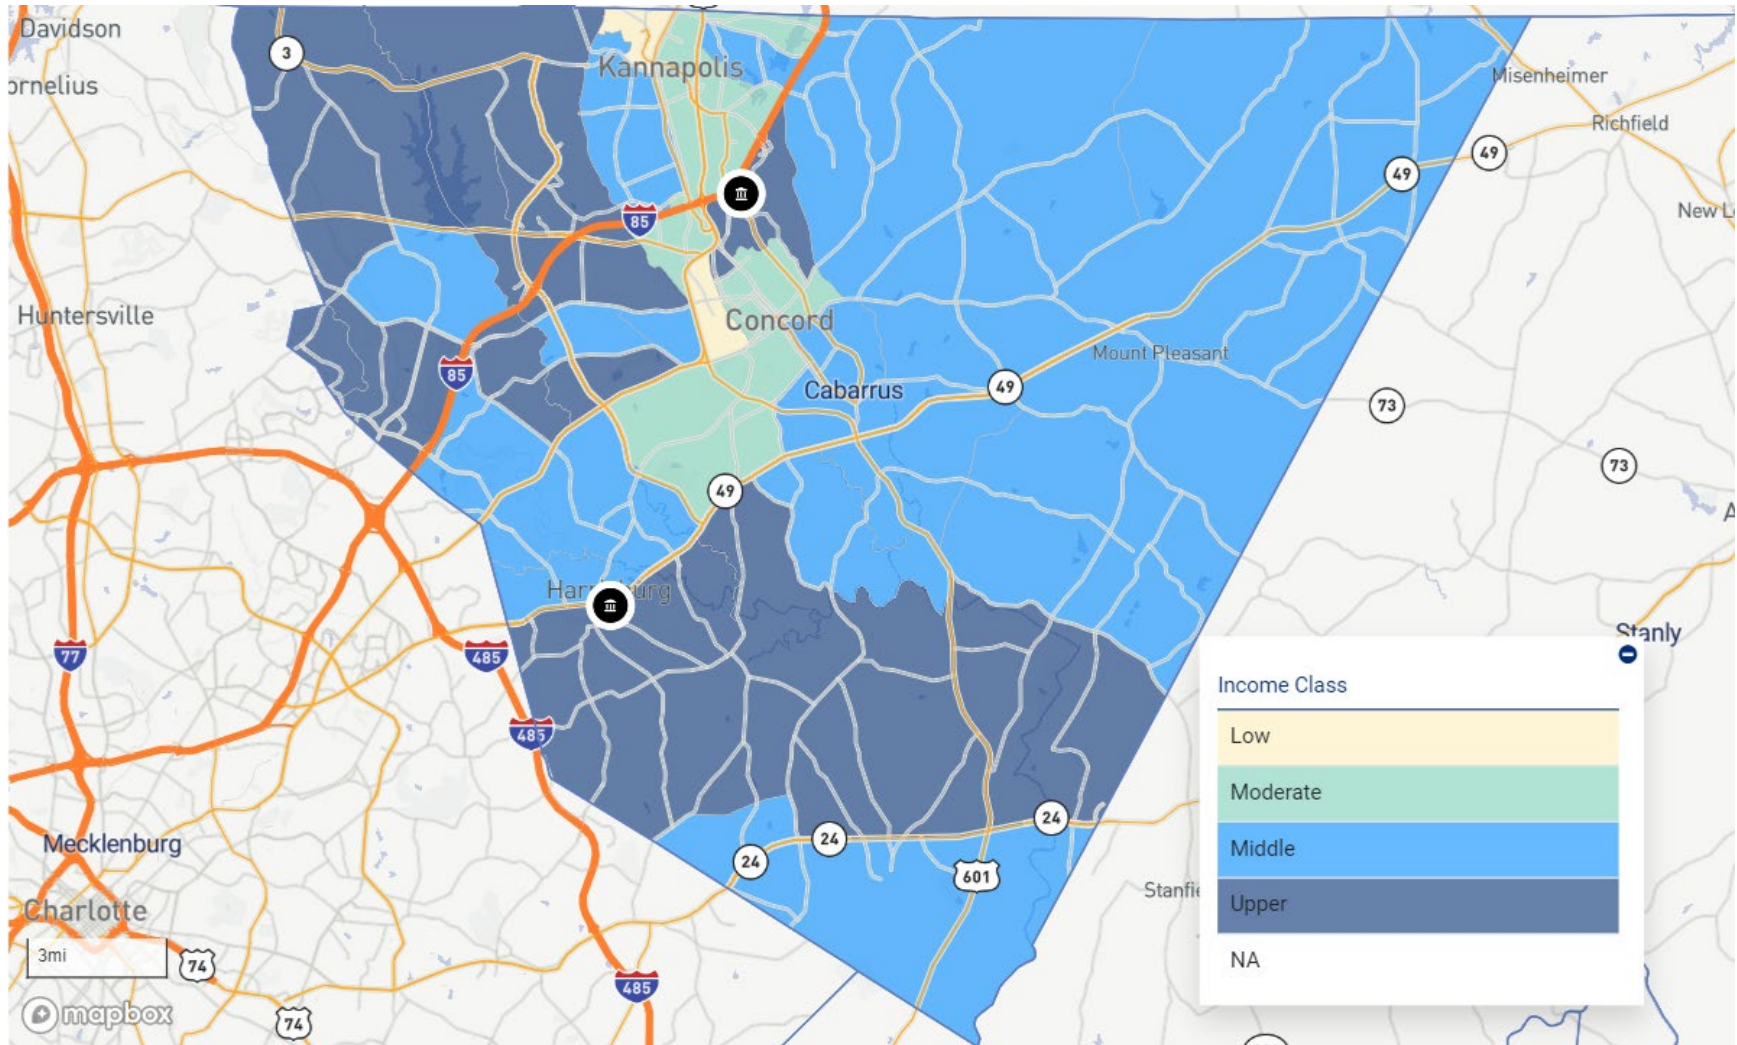 Davidson
3
Kannapolis
Misenheimer
ornelius
Richfield
49
49
New L
85
Huntersville
Concord
Mount Pleasant
85
Cabarrus
49
73
73
49
Harrisburg
Stanly
77
485
Income Class
485
Low
Moderate
24
24
Mecklenburg
Middle
24
601
Stanfie
Upper
Charlotte
3mi
74
NA
485
mapbox
74